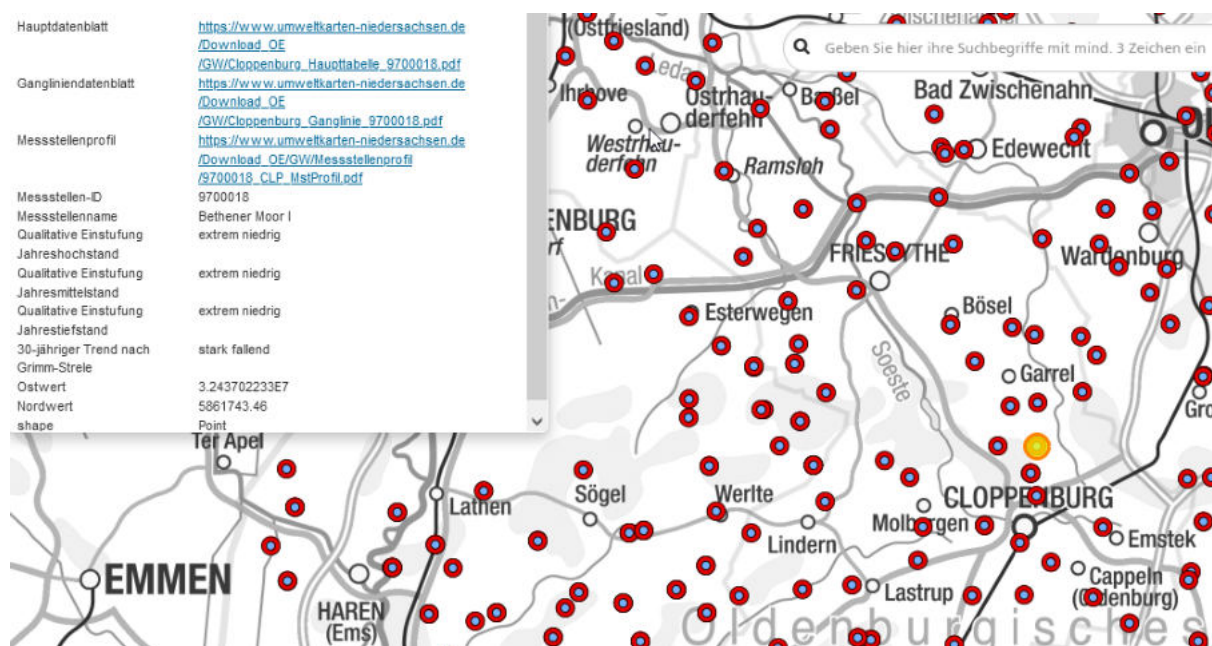 Hauptdatenblatt
https://www.umweltkarten-niedersachsen.de
/Download_OE
/GW/Cloppenburg_Haupttabelle_9700018.pdf
Gangliniendatenblatt
https://www.umweltkarten-niedersachsen.de
/Download_OE
/GW/Cloppenburg_Ganglinie_9700018.pdf
Messstellenprofil
https://www.umweltkarten-niedersachsen.de
/Download_OE/GW/Messstellenprofil
/9700018_CLP_MstProfil.pdf
Messstellen-ID 9700018
Messstellenname Bethener Moor I
Qualitative Einstufung extrem niedrig
Jahreshochstand
Qualitative Einstufung extrem niedrig
Jahresmittelstand
Qualitative Einstufung extrem niedrig
Jahrestiefstand
30-jähriger Trend nach stark fallend
Grimm-Strele
Ostwert 3.243702233E7
Nordwert 5861743.46
shape Point
Geben Sie hier ihre Suchbegriffe mit mind. 3 Zeichen ein
(Ostfriesland)
Leda
Ihrhove
Ostrhau-
derfehn
Barßel
Bad Zwischenahn
Westrhau-
derfehn
Ramsloh
Edewecht
ENBURG
rf
FRIESOYTHE
Wardenburg
Kanal
Esterwegen
Bösel
Soeste
Garrel
Gro
Ter Apel
Lathen
Sögel
Werlte
CLOPPENBURG
Molbergen
Lindern
Emstek
EMMEN
HAREN
(Ems)
Lastrup
Cappeln
(Oldenburg)
Oldenburgisches